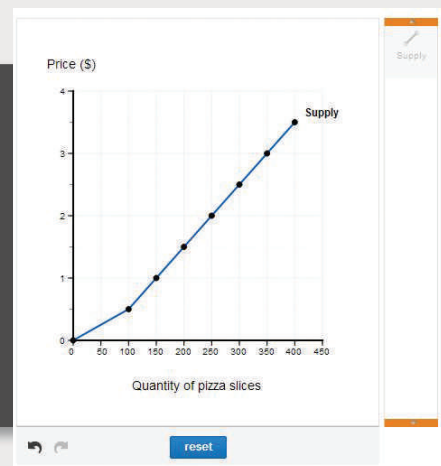 Supply
Price ($)
4
Supply
3
2
1
0
0 50 100 150 200 250 300 350 400 450
Quantity of pizza slices
reset